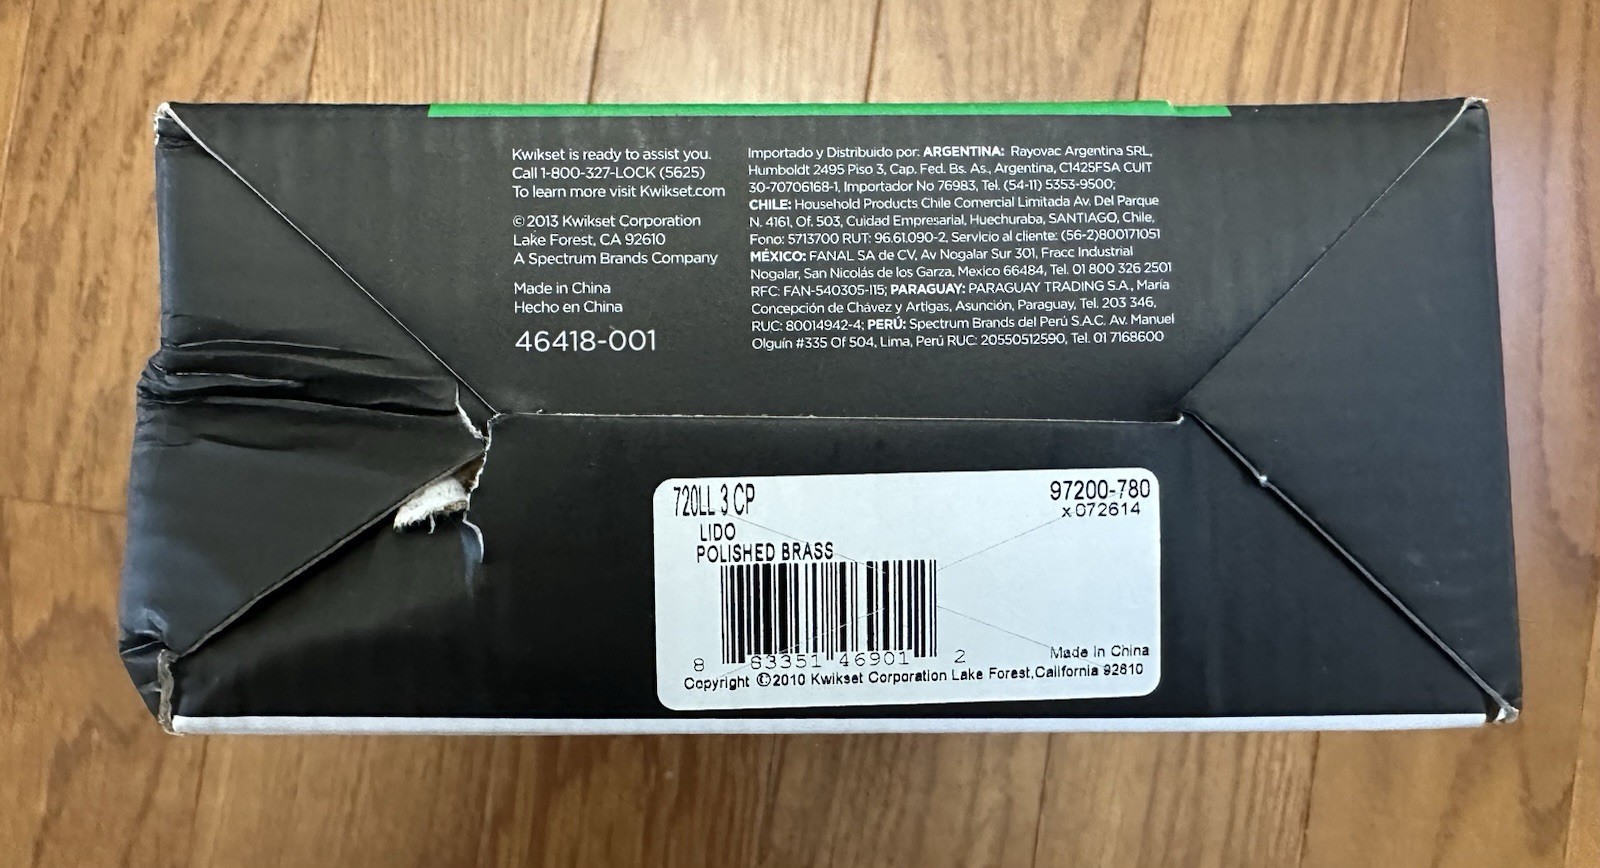 Kwikset is ready to assist you.
Call 1-800-327-LOCK (5625)
To learn more visit Kwikset.com
© 2013 Kwikset Corporation
Lake Forest, CA 92610
A Spectrum Brands Company
Made in China
Hecho en China
46418-001
Importado y Distribuido por: ARGENTINA: Rayovac Argentina SRL,
Humboldt 2495 Piso 3, Cap. Fed. Bs. As., Argentina, C1425FSA CUIT
30-70706168-1, Importador No 76983, Tel. (54-11) 5353-9500;
CHILE: Household Products Chile Comercial Limitada Av. Del Parque
N. 4161, Of. 503, Cuidad Empresarial, Huechuraba, SANTIAGO, Chile,
Fono: 5713700 RUT: 96.61.090-2, Servicio al cliente: (56-2)800171051
MÉXICO: FANAL SA de CV, Av Nogalar Sur 301, Fracc Industrial
Nogalar, San Nicolás de los Garza, Mexico 66484, Tel. 01 800 326 2501
RFC: FAN-540305-I15; PARAGUAY: PARAGUAY TRADING S.A., Maria
Concepción de Chávez y Artigas, Asunción, Paraguay, Tel. 203 346,
RUC: 80014942-4; PERÚ: Spectrum Brands del Perú S.A.C. Av. Manuel
Olguín #335 Of 504, Lima, Perú RUC: 20550512590, Tel. 01 7168600
720LL 3 CP
LIDO
POLISHED BRASS
97200-780
x 072614
8 83351 46901 2
Made in China
Copyright ©2010 Kwikset Corporation Lake Forest,California 92610